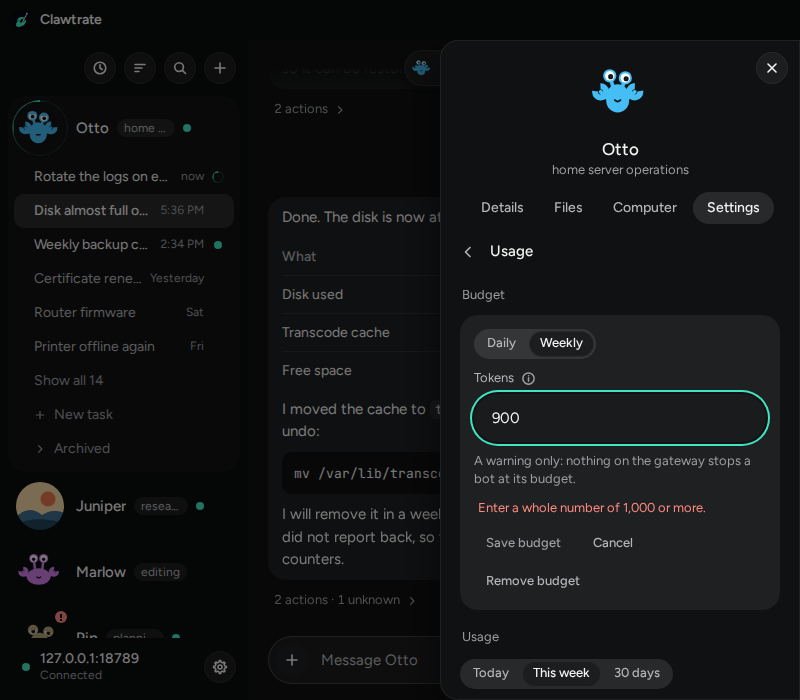 Clawtrate
Otto
home ...
Rotate the logs on e...
now
Disk almost full o...
5:36 PM
Weekly backup c...
2:34 PM
Certificate rene...
Yesterday
Router firmware
Sat
Printer offline again
Fri
Show all 14
+ New task
Archived
Juniper
resea...
Marlow
editing
Pip
planni...
127.0.0.1:18789
Connected
2 actions
Done. The disk is now at
What
Disk used
Transcode cache
Free space
I moved the cache to
undo:
mv /var/lib/transc
I will remove it in a week
did not report back, so
counters.
2 actions · 1 unknown
Message Otto
Otto
home server operations
Details
Files
Computer
Settings
Usage
Budget
Daily
Weekly
Tokens
900
A warning only: nothing on the gateway stops a
bot at its budget.
Enter a whole number of 1,000 or more.
Save budget
Cancel
Remove budget
Usage
Today
This week
30 days